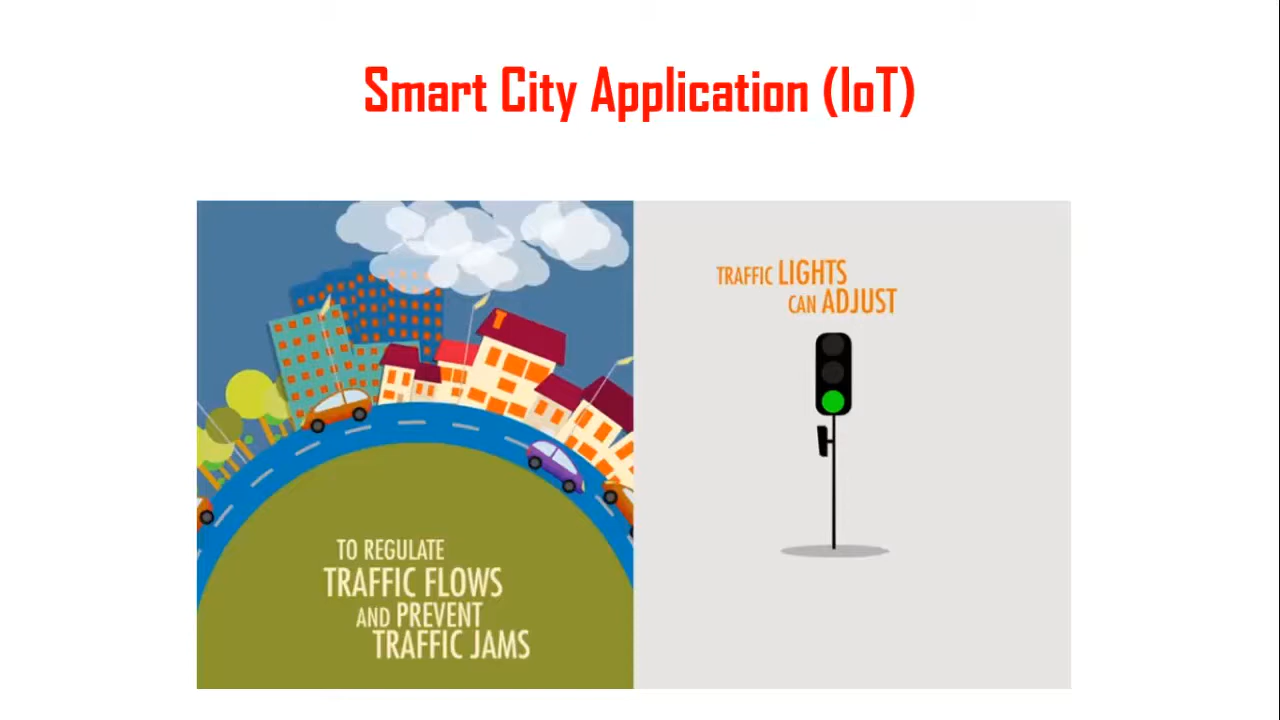 Smart City Application (IoT)
TO REGULATE
TRAFFIC FLOWS
AND PREVENT
TRAFFIC JAMS
TRAFFIC LIGHTS
CAN ADJUST